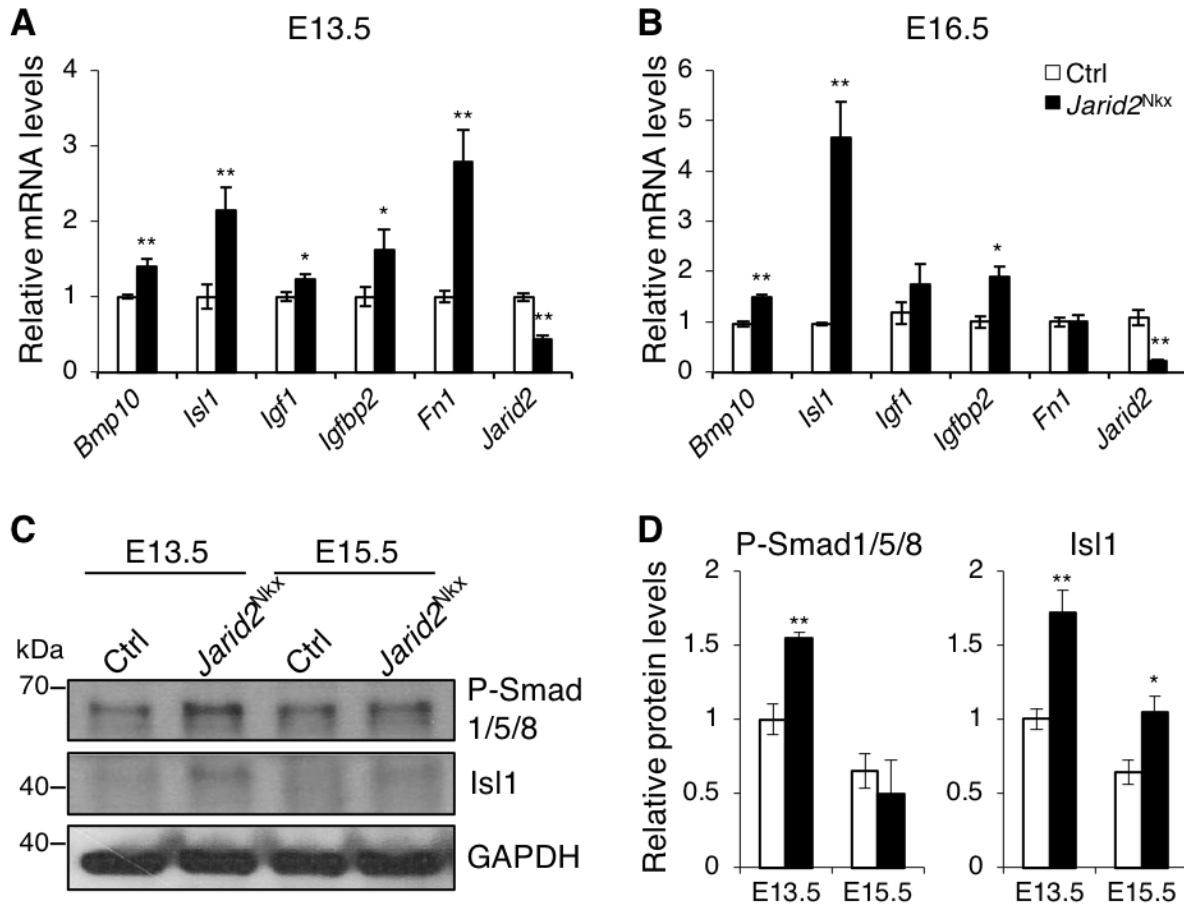 A
E13.5
Relative mRNA levels
4
3
2
1
0
**
**
*
*
**
**
Bmp10
Isl1
Igf1
Igfbp2
Fn1
Jarid2
B
E16.5
Relative mRNA levels
6
5
4
3
2
1
0
Ctrl
Jarid2Nkx
**
**
*
**
Bmp10
Isl1
Igf1
Igfbp2
Fn1
Jarid2
C
E13.5
E15.5
kDa
Ctrl
Jarid2Nkx
Ctrl
Jarid2Nkx
70
P-Smad
1/5/8
40
Isl1
40
GAPDH
D
P-Smad1/5/8
Relative protein levels
2
1.5
1
0.5
0
**
E13.5
E15.5
Isl1
2
1.5
1
0.5
0
**
*
E13.5
E15.5